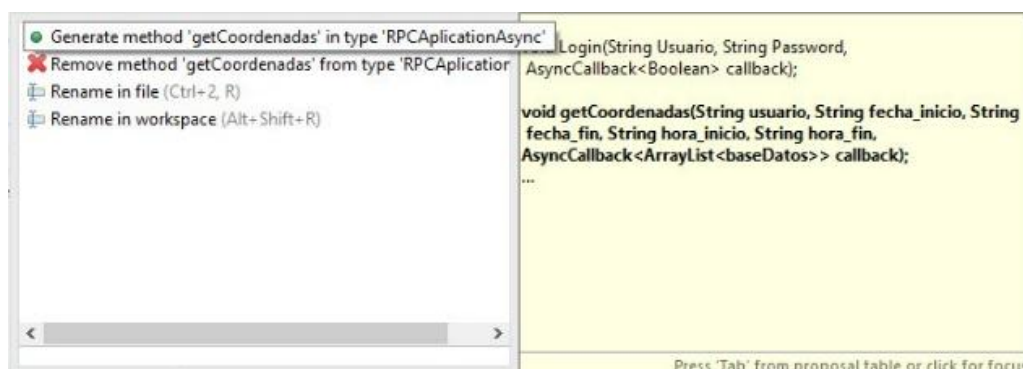 Generate method 'getCoordenadas' in type 'RPCAplicationAsync'
Remove method 'getCoordenadas' from type 'RPCAplication
Rename in file (Ctrl+2, R)
Rename in workspace (Alt+Shift+R)
Login(String Usuario, String Password,
AsyncCallback<Boolean> callback);
void getCoordenadas(String usuario, String fecha_inicio, String
fecha_fin, String hora_inicio, String hora_fin,
AsyncCallback<ArrayList<baseDatos>> callback);
...
Press 'Tab' from proposal table or click for focus